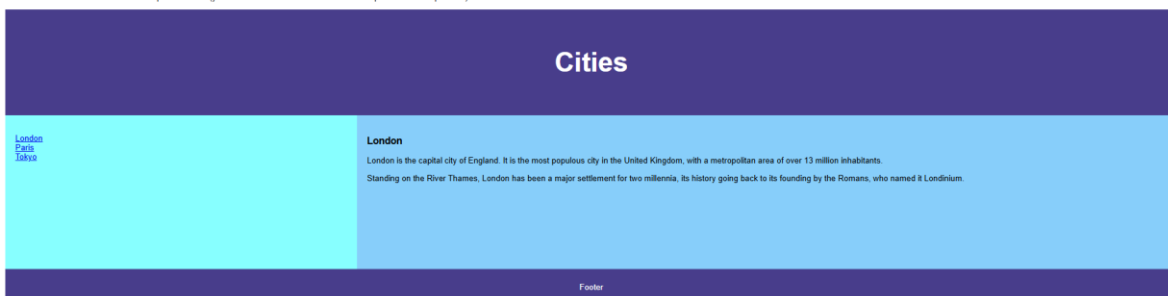 Cities
London
Paris
Tokyo
London
London is the capital city of England. It is the most populous city in the United Kingdom, with a metropolitan area of over 13 million inhabitants.
Standing on the River Thames, London has been a major settlement for two millennia, its history going back to its founding by the Romans, who named it Londinium.
Footer